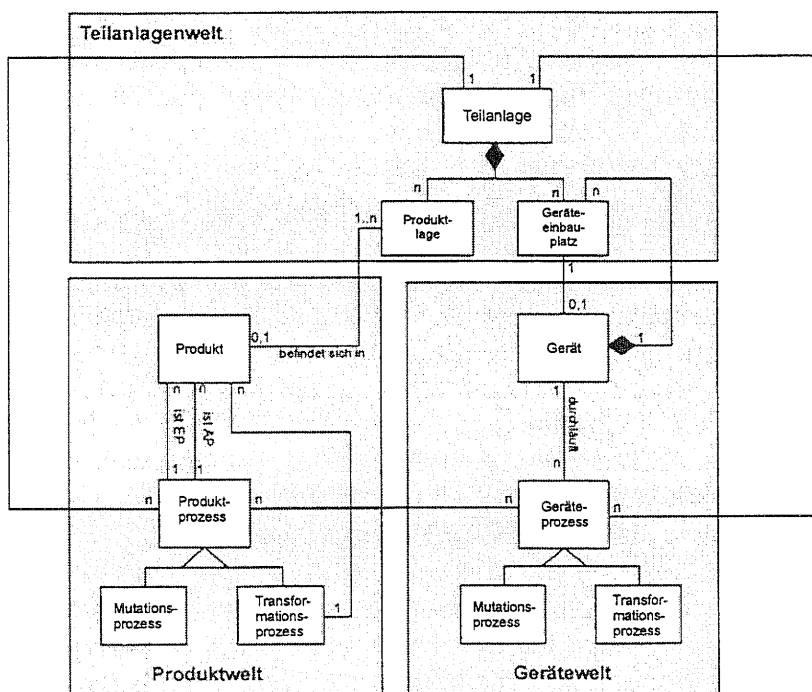 Teilanlagenwelt
1
1
Teilanlage
n
n
n
1..n
Produkt-
lage
Geräte-
einbau-
platz
1
0,1
Produkt
0,1
befindet sich in
Gerät
1
n
n
n
1
ist EP
ist AP
durchläuft
1
1
n
n
Produkt-
prozess
n
n
Geräte-
prozess
n
Mutations-
prozess
Transfor-
mations-
prozess
1
Mutations-
prozess
Transfor-
mations-
prozess
Produktwelt
Gerätewelt